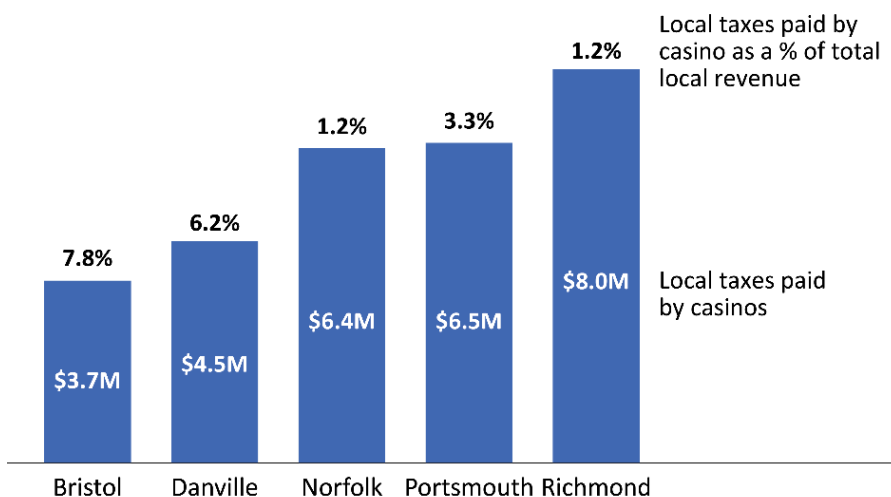 Local taxes paid by
casino as a % of total
local revenue
1.2%
3.3%
1.2%
6.2%
7.8%
$8.0M
Local taxes paid
by casinos
$6.4M
$6.5M
$4.5M
$3.7M
Bristol
Danville
Norfolk
Portsmouth
Richmond